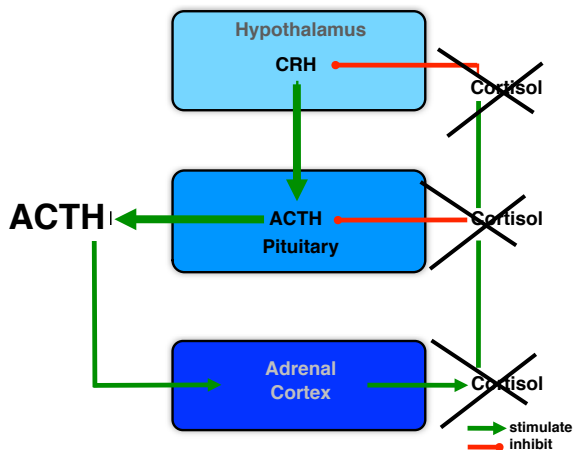 Hypothalamus
CRH
Cortisol
ACTH
ACTH
Cortisol
Pituitary
Adrenal
Cortex
Cortisol
stimulate
inhibit